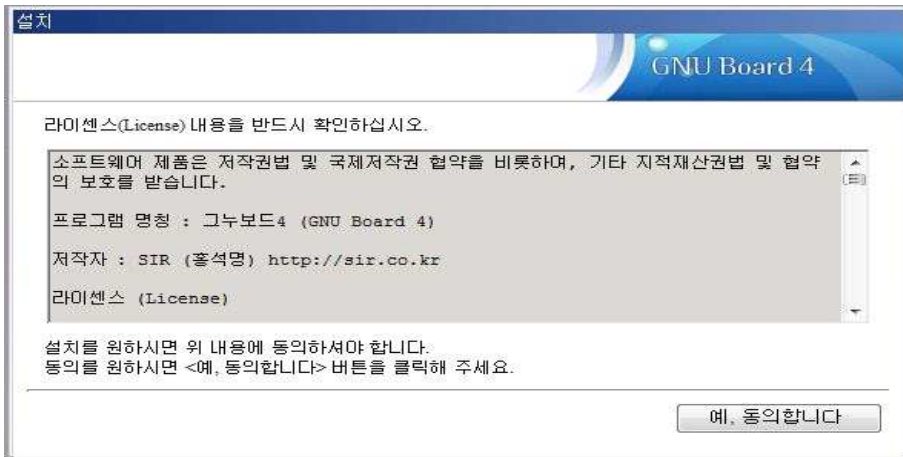 설치
GNU Board 4
라이센스(License) 내용을 반드시 확인하십시오.
소프트웨어 제품은 저작권법 및 국제저작권 협약을 비롯하며, 기타 지적재산권법 및 협약
의 보호를 받습니다.
프로그램 명칭 : 그누보드4 (GNU Board 4)
저작자 : SIR (홍석명) http://sir.co.kr
라이센스 (License)
설치를 원하시면 위 내용에 동의하셔야 합니다.
동의를 원하시면 <예, 동의합니다> 버튼을 클릭해 주세요.
예, 동의합니다